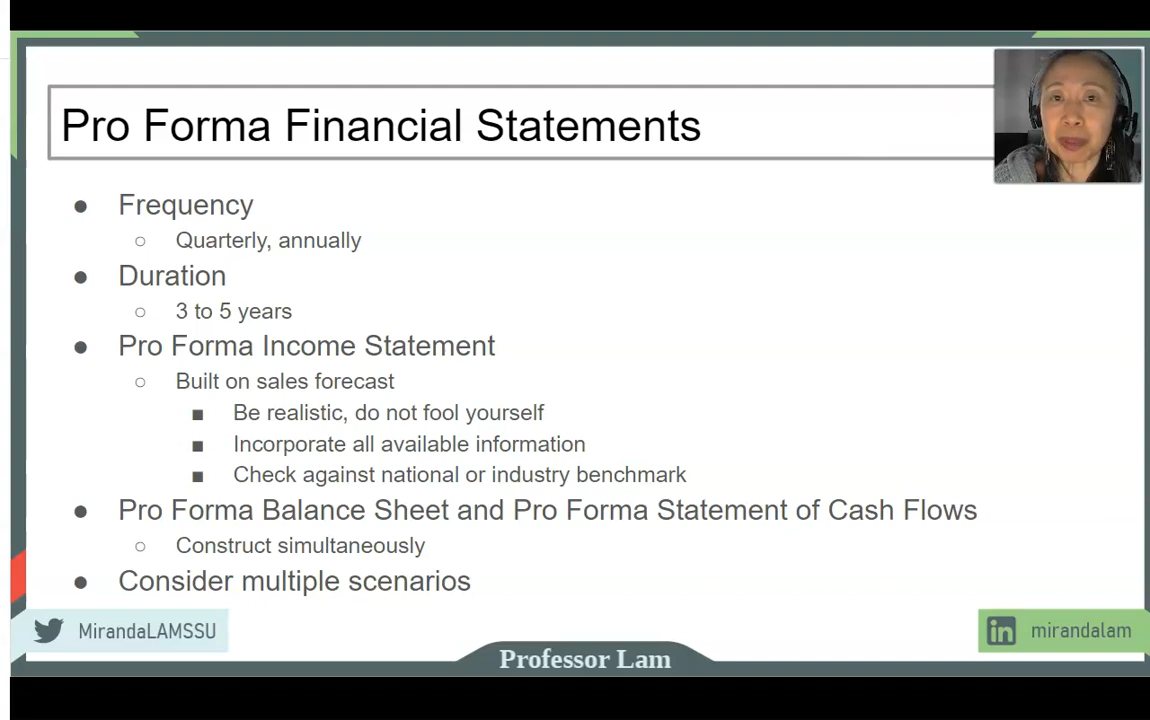 Pro Forma Financial Statements
● Frequency
○ Quarterly, annually
● Duration
○ 3 to 5 years
● Pro Forma Income Statement
○ Built on sales forecast
■ Be realistic, do not fool yourself
■ Incorporate all available information
■ Check against national or industry benchmark
● Pro Forma Balance Sheet and Pro Forma Statement of Cash Flows
○ Construct simultaneously
● Consider multiple scenarios
MirandaLAMSSU
in mirandalam
Professor Lam